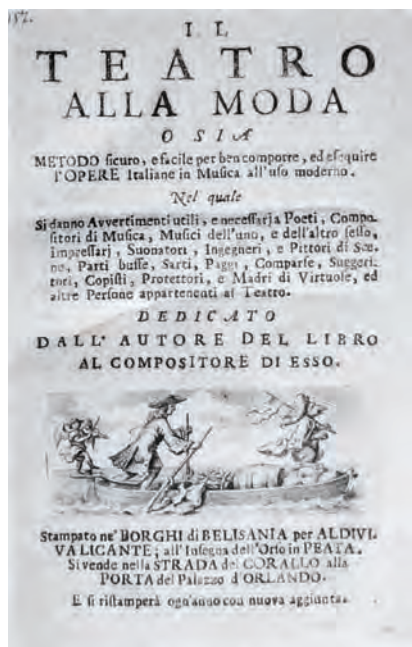 152.
IL
TEATRO
ALLA MODA
O SIA
METODO ſicuro, e facile per ben comporre, ed eſequire
l'OPERE Italiane in Muſica all'uſo moderno.
Nel quale
Si danno Avvertimenti utili, e neceſſarj a Poeti, Compo-
ſitori di Muſica, Muſici dell'uno, e dell'altro ſeſſo,
Impreſſarj, Suonatori, Ingegneri, e Pittori di Sce-
ne, Parti buffe, Sarti, Paggi, Comparſe, Suggeri-
tori, Copiſti, Protettori, e Madri di Virtuoſe, ed
altre Perſone appartenenti al Teatro.
DEDICATO
DALL' AUTORE DEL LIBRO
AL COMPOSITORE DI ESSO.
Stampato ne' BORGHI di BELISANIA per ALDIVI-
VALICANTE; all'Inſegna dell'Orſo in PEATA.
Si vende nella STRADA del CORALLO alla
PORTA del Palazzo d'ORLANDO.
E ſi riſtamperà ogn'anno con nuova aggiunta.